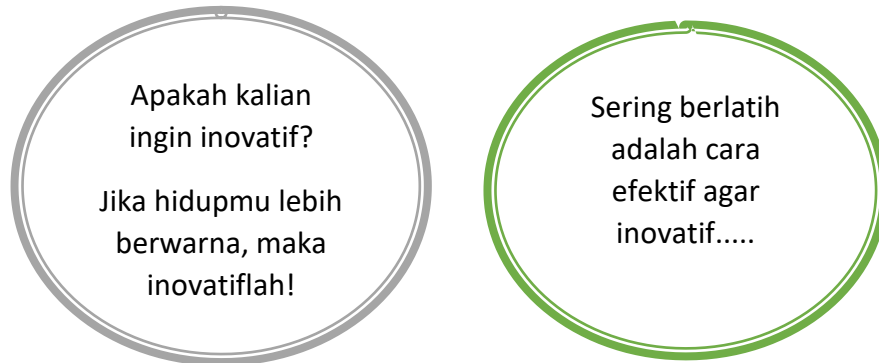 Apakah kalian
ingin inovatif?
Jika hidupmu lebih
berwarna, maka
inovatiflah!
Sering berlatih
adalah cara
efektif agar
inovatif.....